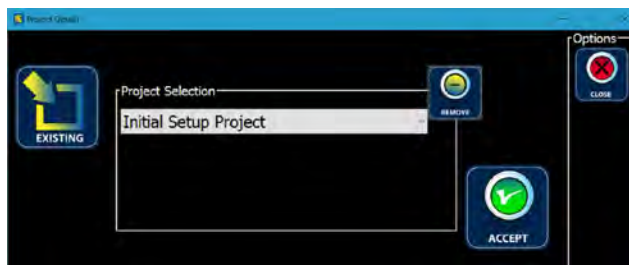 Options
Project Selection
REMOVE
CLOSE
Initial Setup Project
EXISTING
ACCEPT